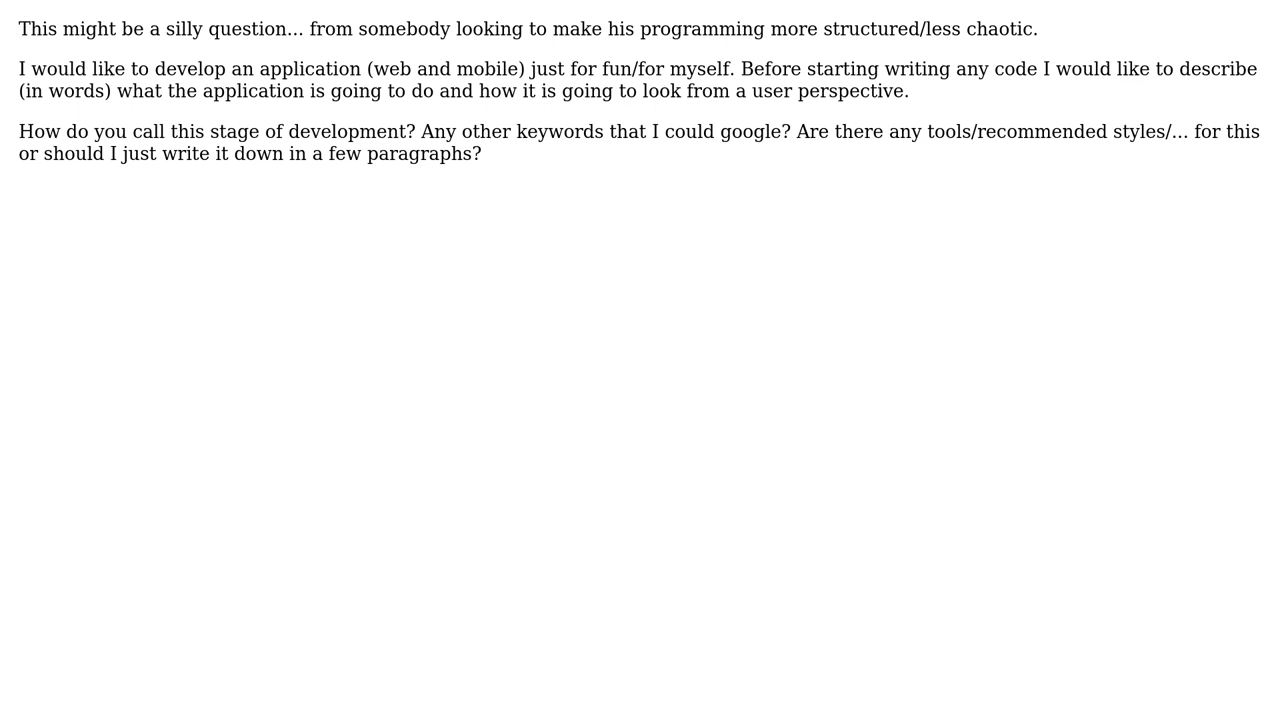 This might be a silly question... from somebody looking to make his programming more structured/less chaotic.
I would like to develop an application (web and mobile) just for fun/for myself. Before starting writing any code I would like to describe
(in words) what the application is going to do and how it is going to look from a user perspective.
How do you call this stage of development? Any other keywords that I could google? Are there any tools/recommended styles/... for this
or should I just write it down in a few paragraphs?